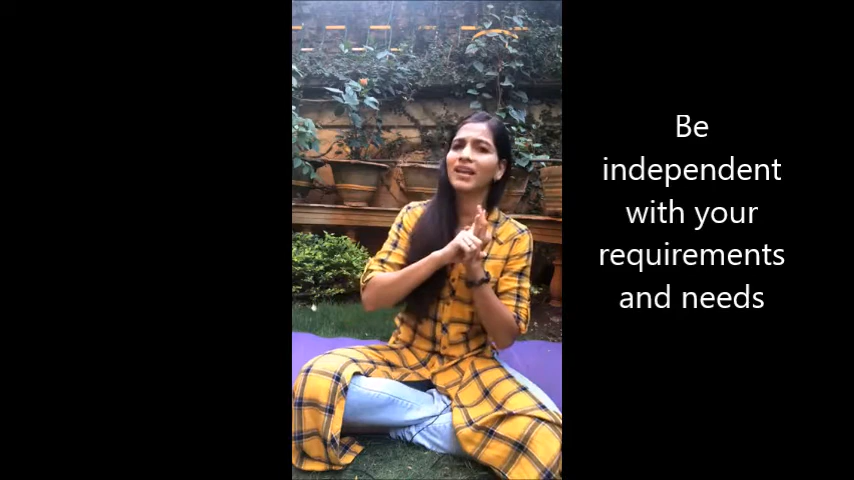 Be
independent
with your
requirements
and needs